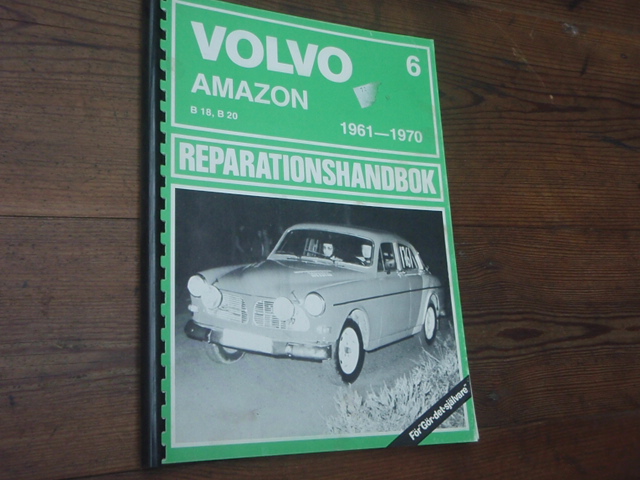 VOLVO 6
AMAZON
B 18, B 20
1961—1970
REPARATIONSHANDBOK
För "Gör-det-självare"